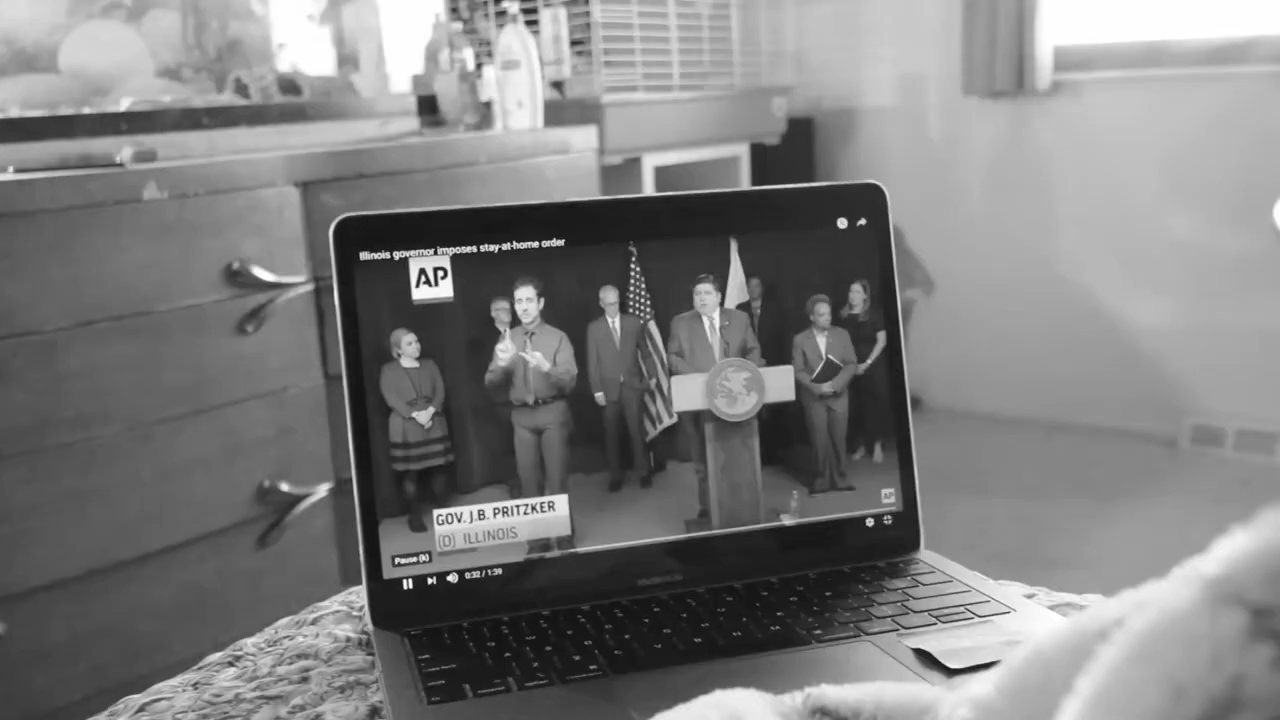 Illinois governor imposes stay-at-home order
AP
GOV. J.B. PRITZKER
(D) ILLINOIS
AP
Pause (k)
0:32 / 1:39